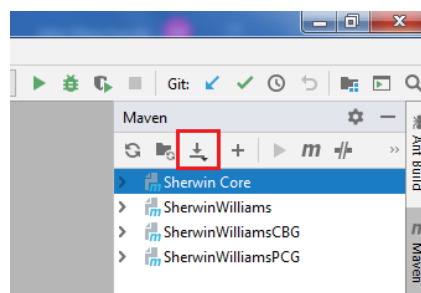 Git:
Maven
m
Sherwin Core
SherwinWilliams
SherwinWilliamsCBG
SherwinWilliamsPCG
Ant Build
m
Maven